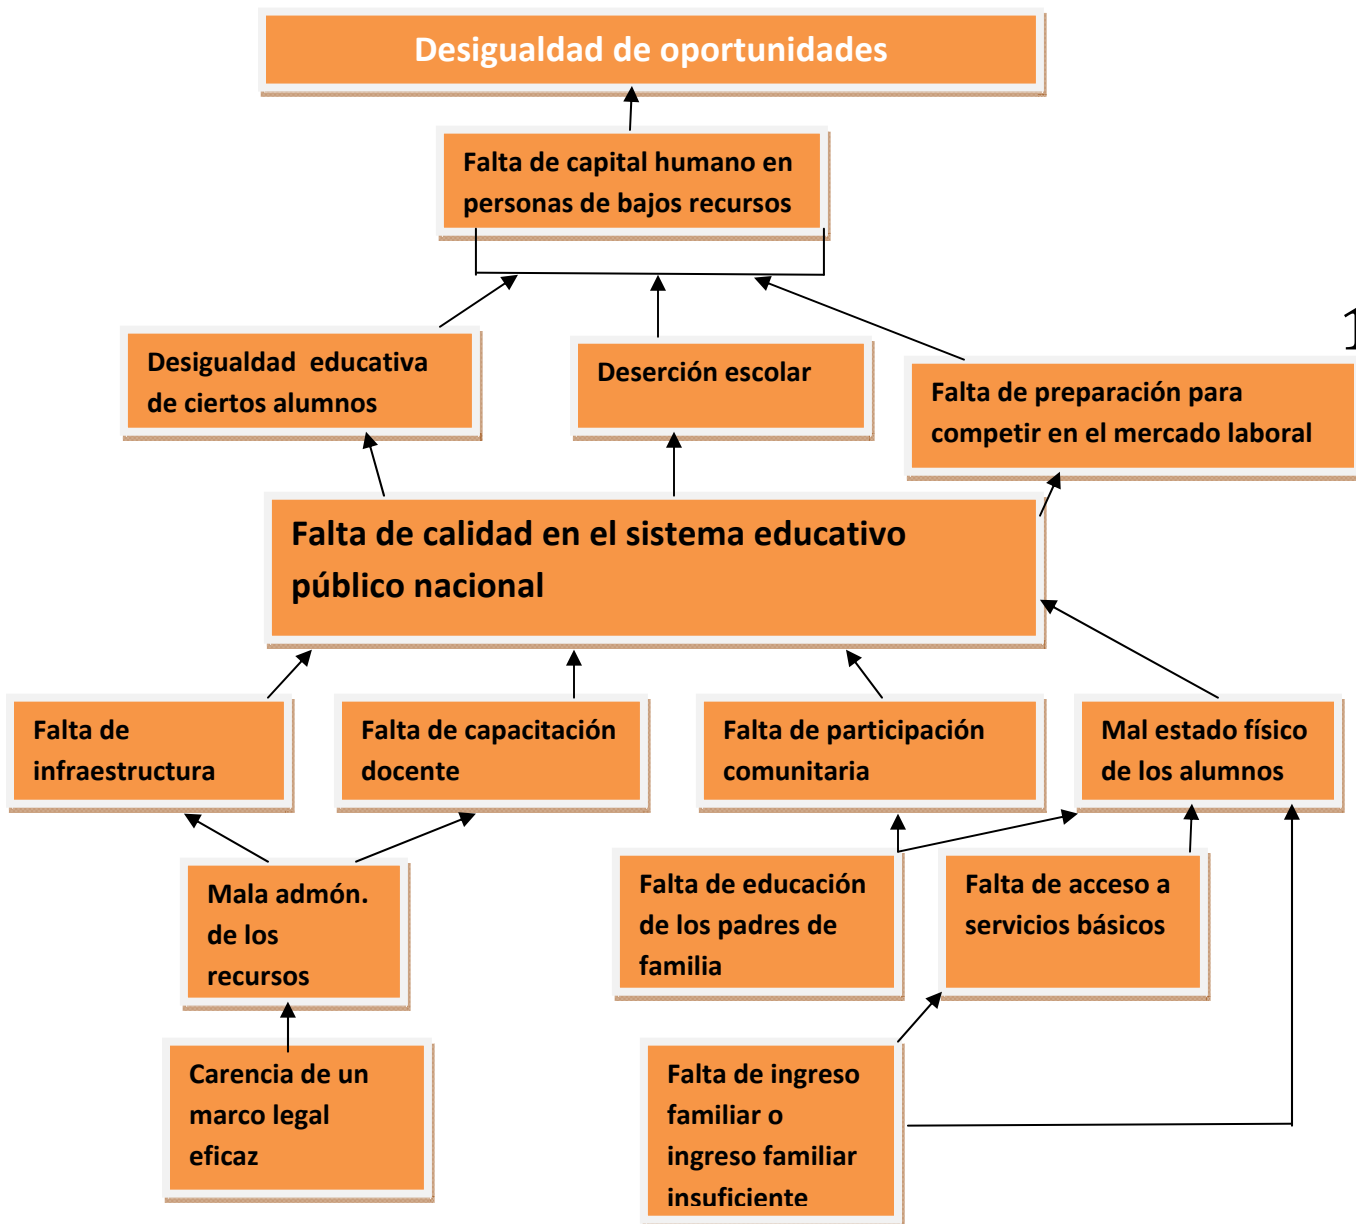 Desigualdad de oportunidades
Falta de capital humano en
personas de bajos recursos
1
Desigualdad educativa
de ciertos alumnos
Deserción escolar
Falta de preparación para
competir en el mercado laboral
Falta de calidad en el sistema educativo
público nacional
Falta de
infraestructura
Falta de capacitación
docente
Falta de participación
comunitaria
Mal estado físico
de los alumnos
Mala admón.
de los
recursos
Falta de educación
de los padres de
familia
Falta de acceso a
servicios básicos
Carencia de un
marco legal
eficaz
Falta de ingreso
familiar o
ingreso familiar
insuficiente